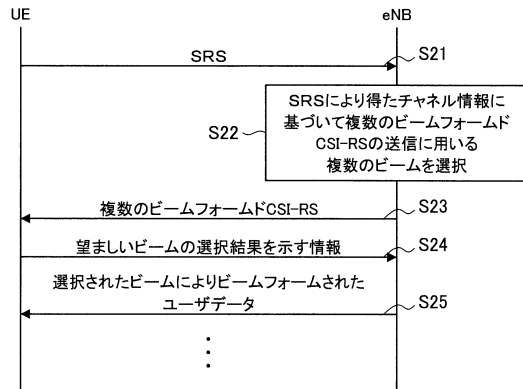 UE
eNB
SRS
S21
SRSにより得たチャネル情報に
基づいて複数のビームフォームド
CSI-RSの送信に用いる
複数のビームを選択
S22
複数のビームフォームドCSI-RS
S23
望ましいビームの選択結果を示す情報
S24
選択されたビームによりビームフォームされた
ユーザデータ
S25